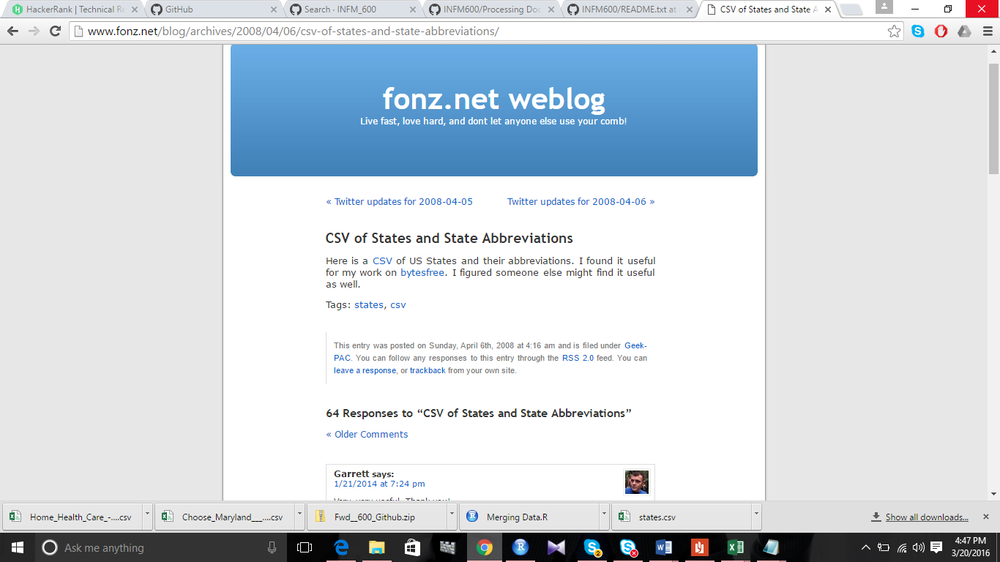 HackerRank | Technical Re
GitHub
Search · INFM_600
INFM600/Processing Doc
INFM600/README.txt at
CSV of States and State A
www.fonz.net/blog/archives/2008/04/06/csv-of-states-and-state-abbreviations/
fonz.net weblog
Live fast, love hard, and dont let anyone else use your comb!
« Twitter updates for 2008-04-05
Twitter updates for 2008-04-06 »
CSV of States and State Abbreviations
Here is a CSV of US States and their abbreviations. I found it useful
for my work on bytesfree. I figured someone else might find it useful
as well.
Tags: states, csv
This entry was posted on Sunday, April 6th, 2008 at 4:16 am and is filed under Geek-
PAC. You can follow any responses to this entry through the RSS 2.0 feed. You can
leave a response, or trackback from your own site.
64 Responses to “CSV of States and State Abbreviations”
« Older Comments
Garrett says:
1/21/2014 at 7:24 pm
Very, very useful. Thank you!
Home_Health_Care_-....csv
Choose_Maryland___....csv
Fwd__600_Github.zip
Merging Data.R
states.csv
Show all downloads...
Ask me anything
2
4:47 PM
3/20/2016